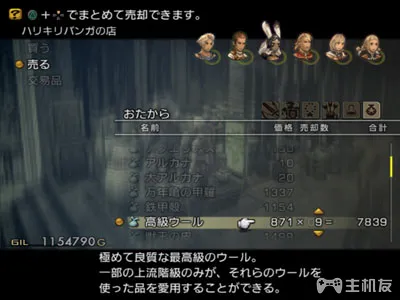 でまとめて売却できます。
ハリキリバンガの店
買う
売る
交易品
おたから
名前 価格 売却数 合計
アルカナ 10
大アルカナ 20
万年亀の甲羅 1337
鉄甲殻 1154
高級ウール 871× 9= 7839
GIL 1154790G
極めて良質な最高級のウール。
一部の上流階級のみが、それらのウールを
使った品を愛用することができる。
主机友